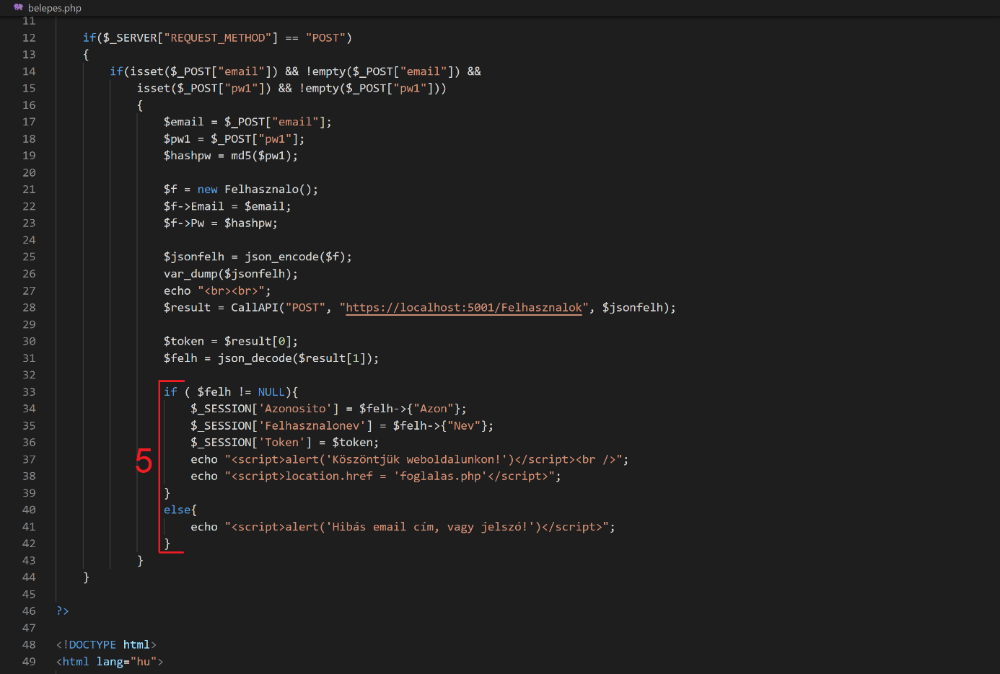 belepes.php
11
12 if($_SERVER["REQUEST_METHOD"] == "POST")
13 {
14 if(isset($_POST["email"]) && !empty($_POST["email"]) &&
15 isset($_POST["pw1"]) && !empty($_POST["pw1"]))
16 {
17 $email = $_POST["email"];
18 $pw1 = $_POST["pw1"];
19 $hashpw = md5($pw1);
20
21 $f = new Felhasznalo();
22 $f->Email = $email;
23 $f->Pw = $hashpw;
24
25 $jsonfelh = json_encode($f);
26 var_dump($jsonfelh);
27 echo "<br><br>";
28 $result = CallAPI("POST", "https://localhost:5001/Felhasznalok", $jsonfelh);
29
30 $token = $result[0];
31 $felh = json_decode($result[1]);
32
33 if ( $felh != NULL){
34 $_SESSION['Azonosito'] = $felh->{"Azon"};
35 $_SESSION['Felhasznalonev'] = $felh->{"Nev"};
36 $_SESSION['Token'] = $token;
37 echo "<script>alert('Köszöntjük weboldalunkon!')</script><br />";
5
38 echo "<script>location.href = 'foglalas.php'</script>";
39 }
40 else{
41 echo "<script>alert('Hibás email cím, vagy jelszó!')</script>";
42 }
43 }
44 }
45
46 ?>
47
48 <!DOCTYPE html>
49 <html lang="hu">